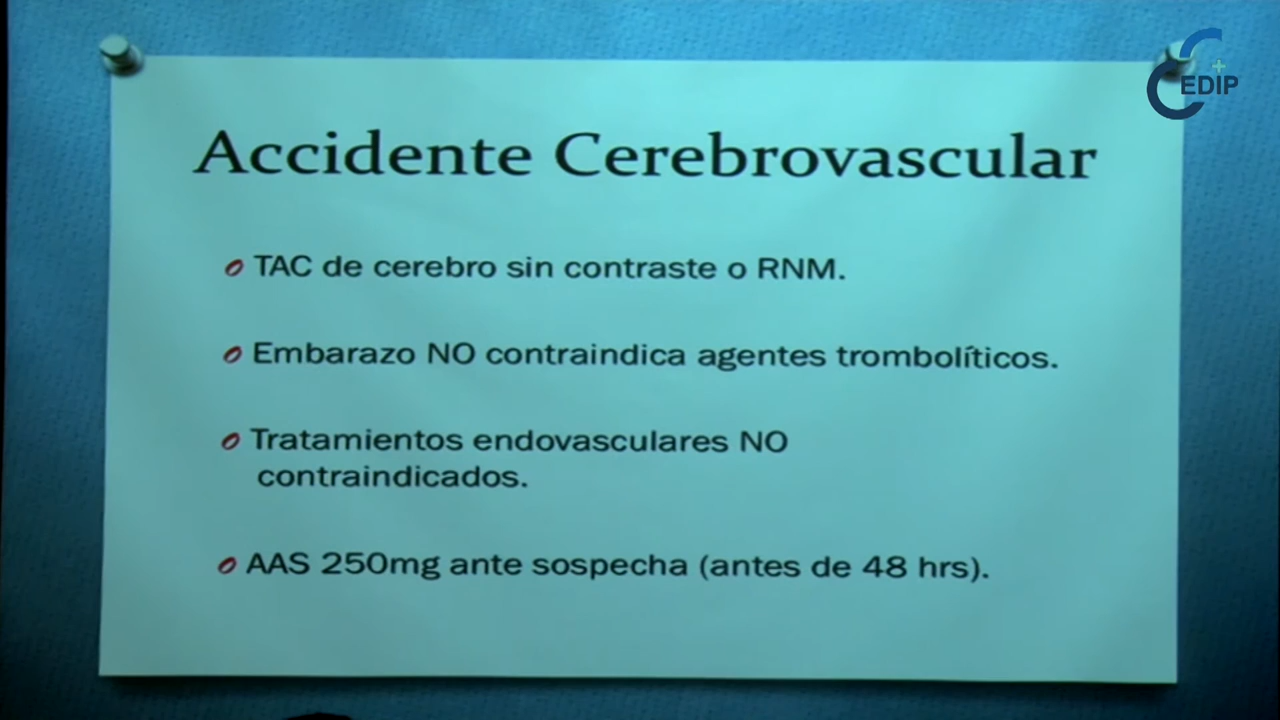 EDIP
Accidente Cerebrovascular
TAC de cerebro sin contraste o RNM.
Embarazo NO contraindica agentes trombolíticos.
Tratamientos endovasculares NO
contraindicados.
AAS 250mg ante sospecha (antes de 48 hrs).